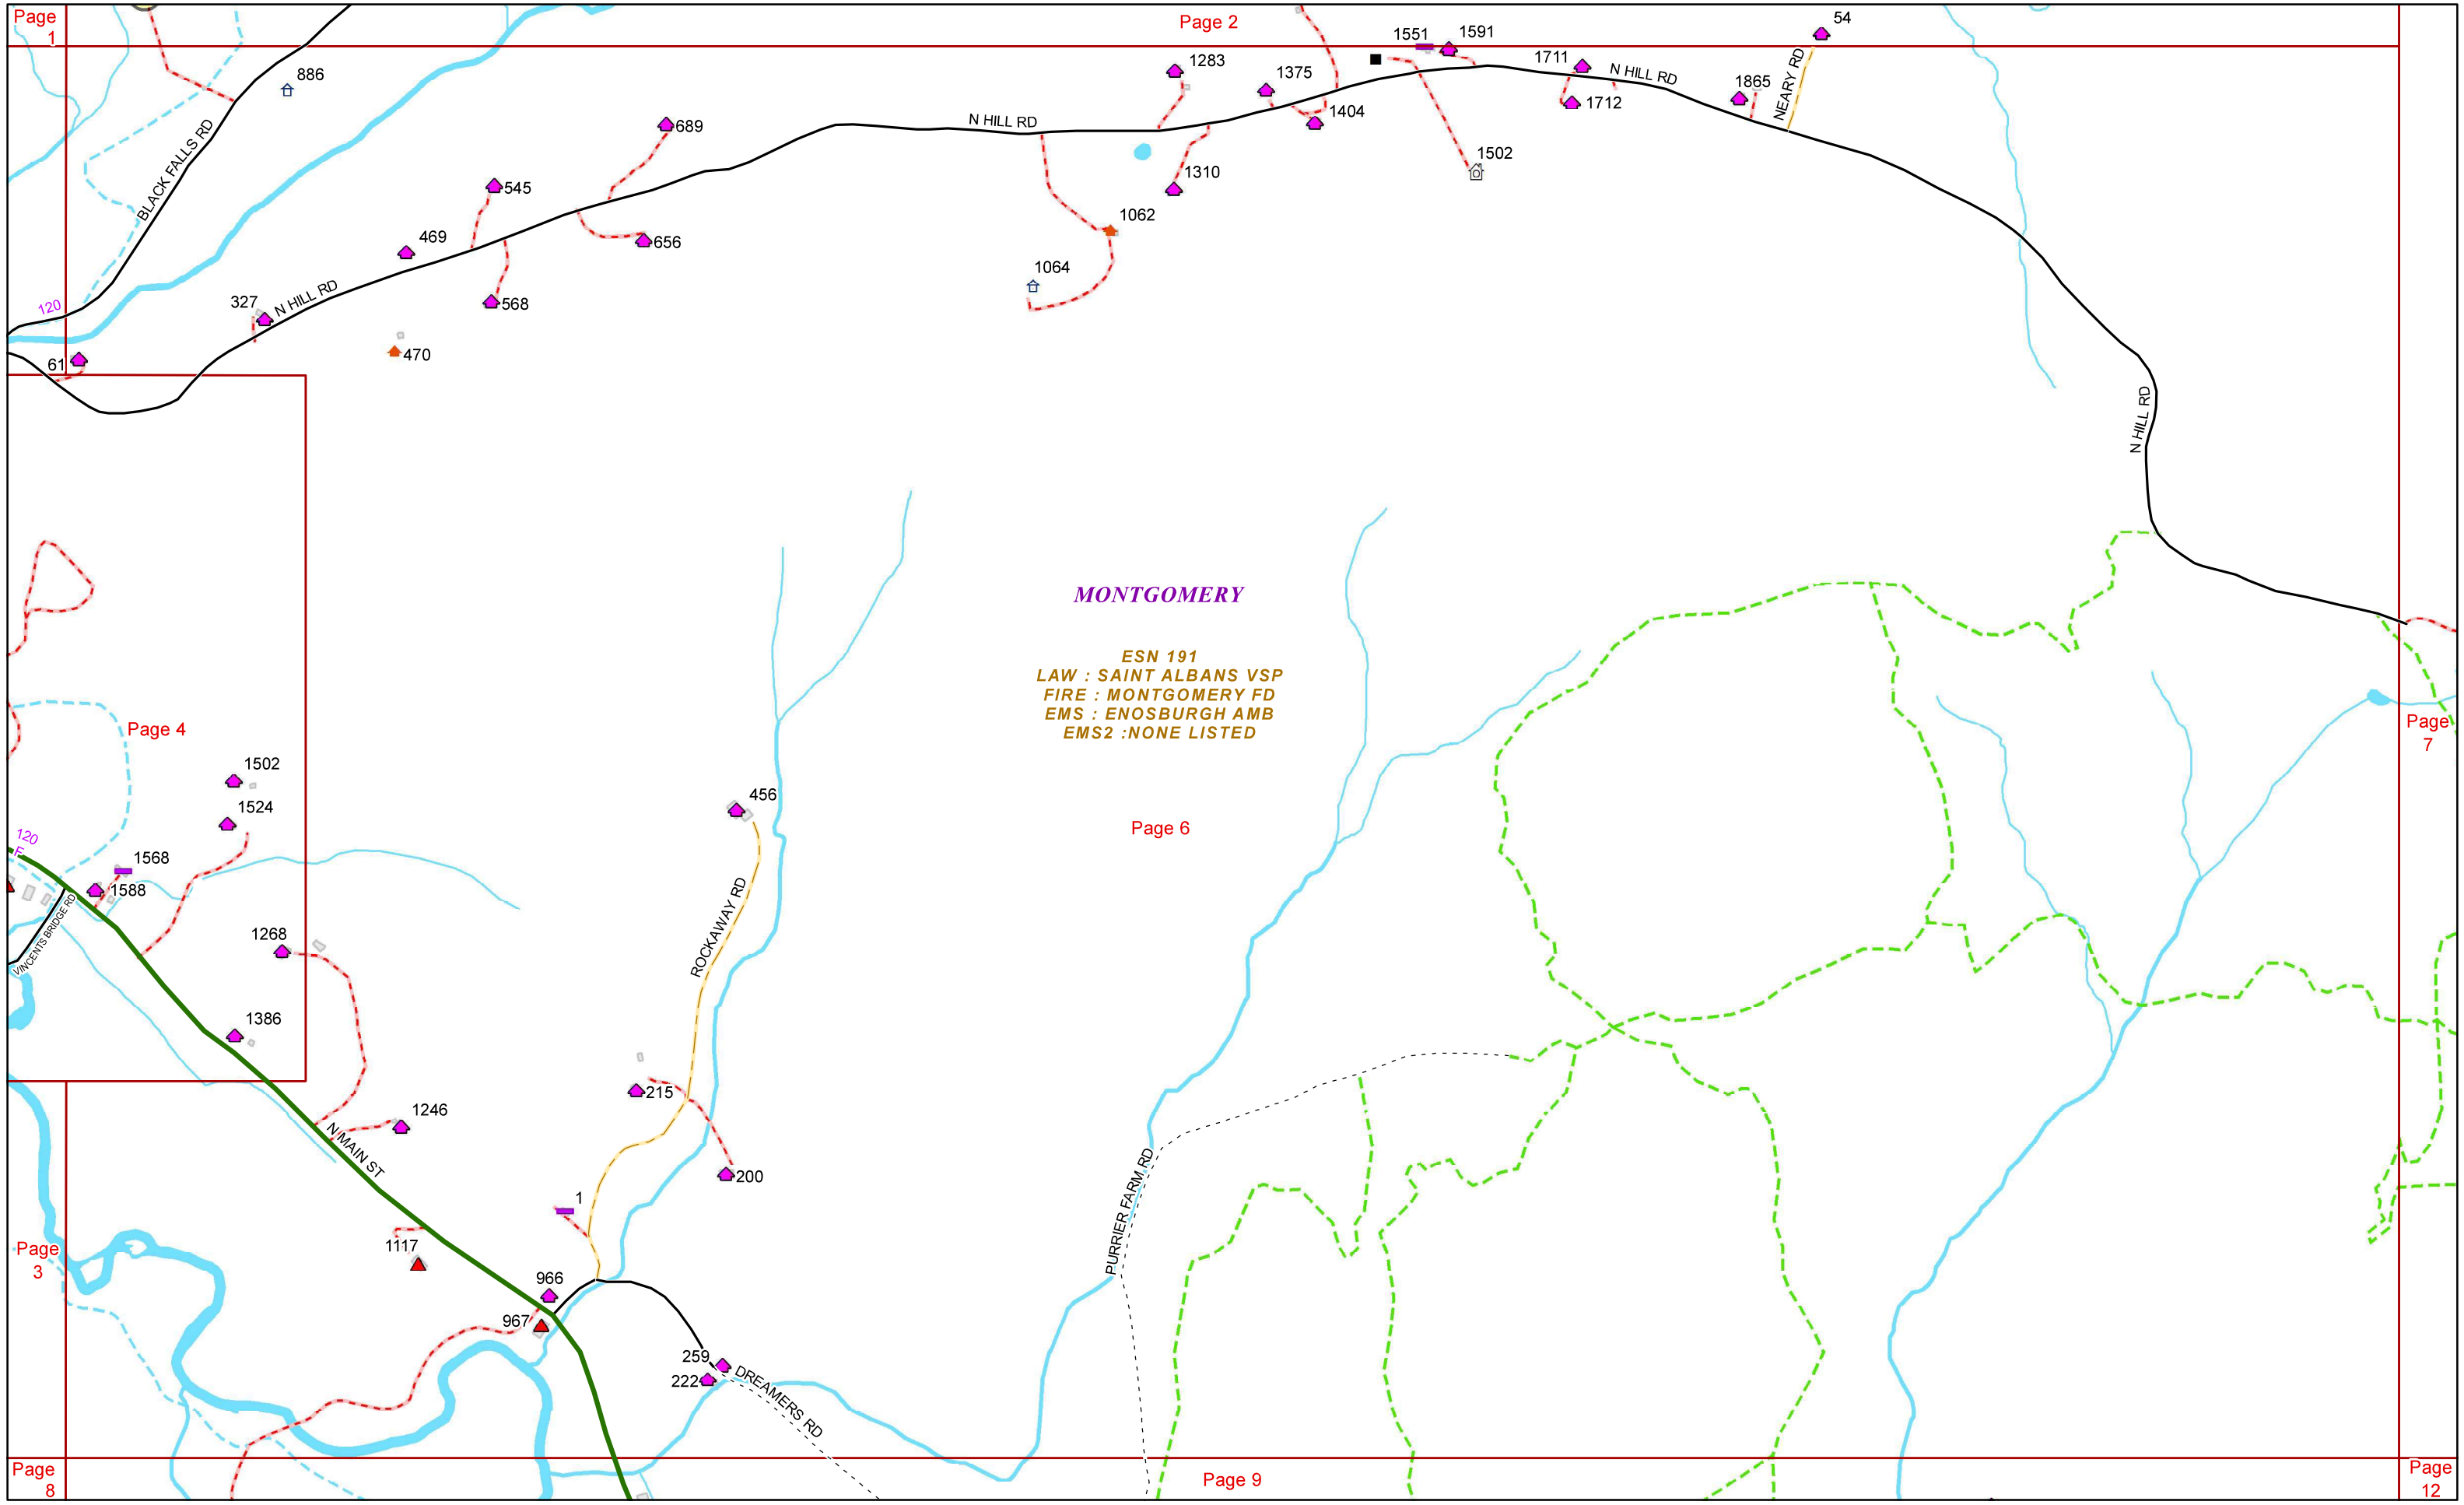 Page
1
Page 2
54
1551
1591
886
1283
1711
N HILL RD
1375
1865
NEARY RD
1712
1404
689
N HILL RD
BLACK FALLS RD
1502
1310
545
1062
469
656
1064
327
N HILL RD
120
568
61
470
N HILL RD
MONTGOMERY
ESN 191
LAW : SAINT ALBANS VSP
FIRE : MONTGOMERY FD
EMS : ENOSBURGH AMB
EMS2 :NONE LISTED
Page 4
Page
7
1502
456
1524
Page 6
120
F
1568
1588
VINCENTS BRIDGE RD
ROCKAWAY RD
1268
1386
215
1246
N MAIN ST
200
PURRIER FARM RD
1
1117
Page
3
966
967
259
222
DREAMERS RD
Page
8
Page 9
Page
12